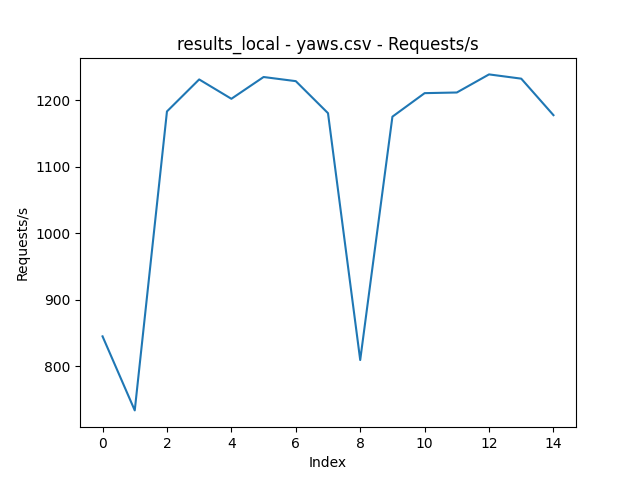 results_local - yaws.csv - Requests/s
1200
1100
1000
900
800
Requests/s
0 2 4 6 8 10 12 14
Index